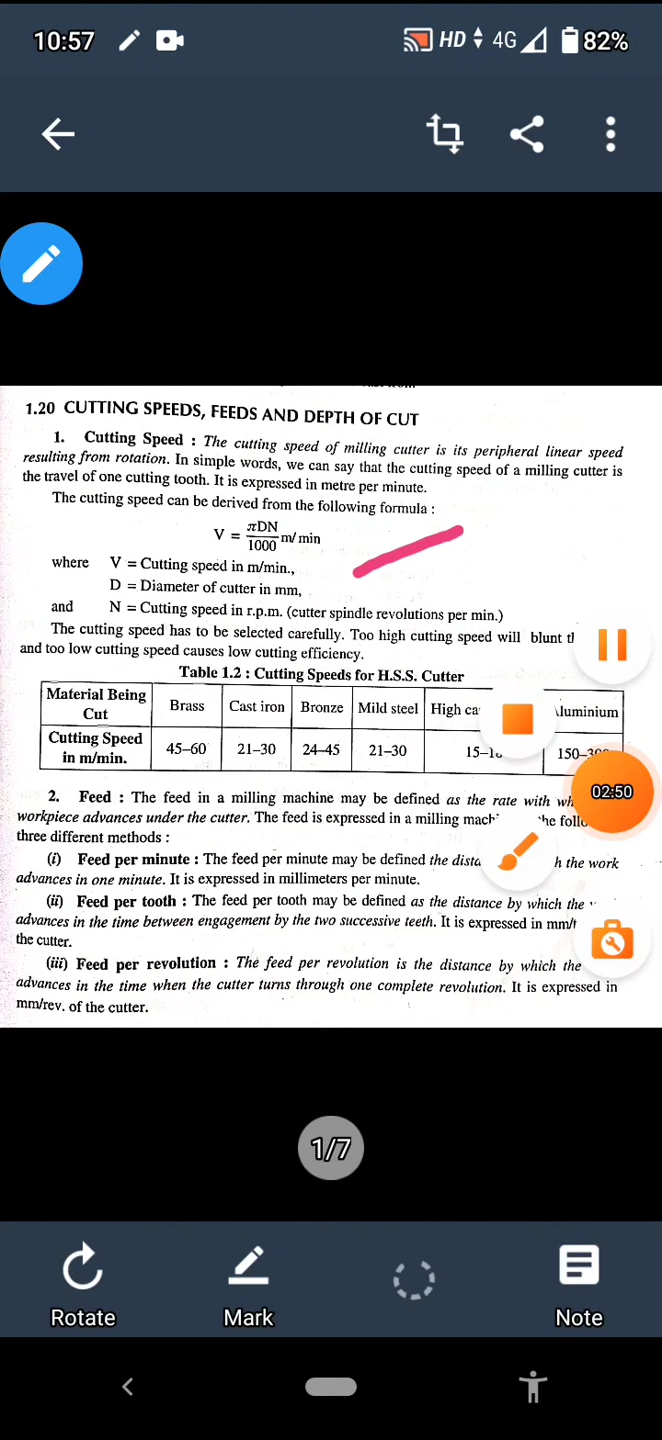 10:57 HD 4G 82%
1.20 CUTTING SPEEDS, FEEDS AND DEPTH OF CUT
1. Cutting Speed : The cutting speed of milling cutter is its peripheral linear speed
resulting from rotation. In simple words, we can say that the cutting speed of a milling cutter is
the travel of one cutting tooth. It is expressed in metre per minute.
The cutting speed can be derived from the following formula :
V = πDN/1000 m/min
where V = Cutting speed in m/min.,
D = Diameter of cutter in mm,
and N = Cutting speed in r.p.m. (cutter spindle revolutions per min.)
The cutting speed has to be selected carefully. Too high cutting speed will blunt
and too low cutting speed causes low cutting efficiency.
Table 1.2 : Cutting Speeds for H.S.S. Cutter
Material Being Cut Brass Cast iron Bronze Mild steel High
Cutting Speed in m/min. 45–60 21–30 24–45 21–30
02:50
2. Feed : The feed in a milling machine may be defined as the rate with
workpiece advances under the cutter. The feed is expressed in a milling
three different methods :
(i) Feed per minute : The feed per minute may be defined the the work
advances in one minute. It is expressed in millimeters per minute.
(ii) Feed per tooth : The feed per tooth may be defined as the distance by which the
advances in the time between engagement by the two successive teeth. It is expressed in
the cutter.
(iii) Feed per revolution : The feed per revolution is the distance by which the
advances in the time when the cutter turns through one complete revolution. It is expressed in
mm/rev. of the cutter.
1/7
Rotate Mark Note